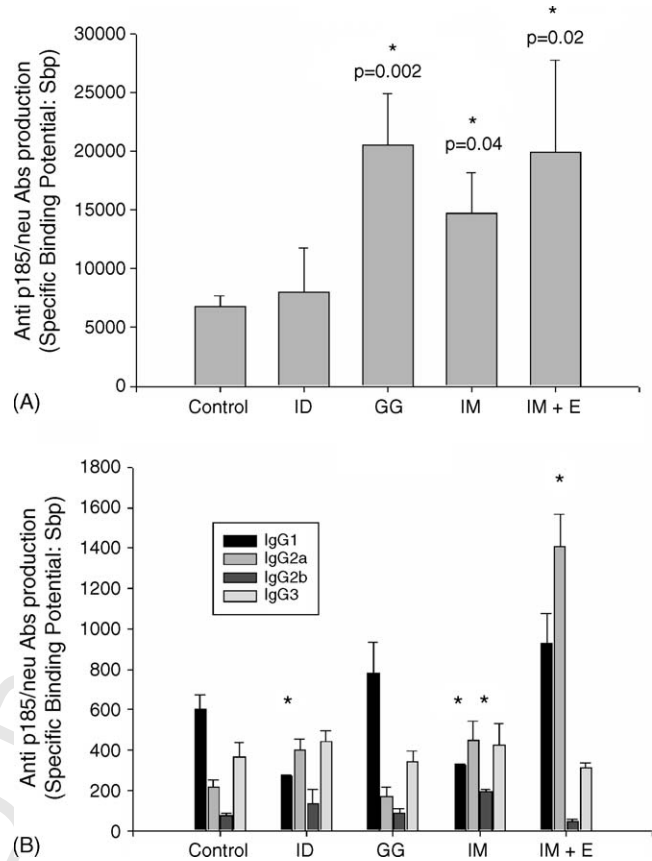 *
p=0.02
*
p=0.002
*
p=0.04
Anti p185/neu Abs production
(Specific Binding Potential: Sbp)
30000
25000
20000
15000
10000
5000
0
(A)
Control ID GG IM IM + E
Anti p185/neu Abs production
(Specific Binding Potential: Sbp)
1800
1600
1400
1200
1000
800
600
400
200
0
IgG1
IgG2a
IgG2b
IgG3
*
* *
*
(B)
Control ID GG IM IM + E